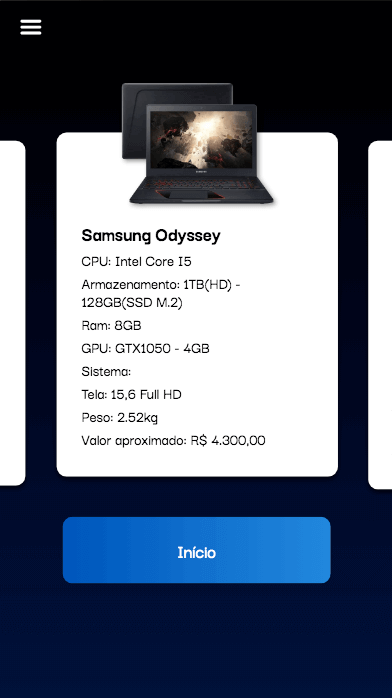 Samsung Odyssey
CPU: Intel Core I5
Armazenamento: 1TB(HD) -
128GB(SSD M.2)
Ram: 8GB
GPU: GTX1050 - 4GB
Sistema:
Tela: 15,6 Full HD
Peso: 2.52kg
Valor aproximado: R$ 4.300,00
Início